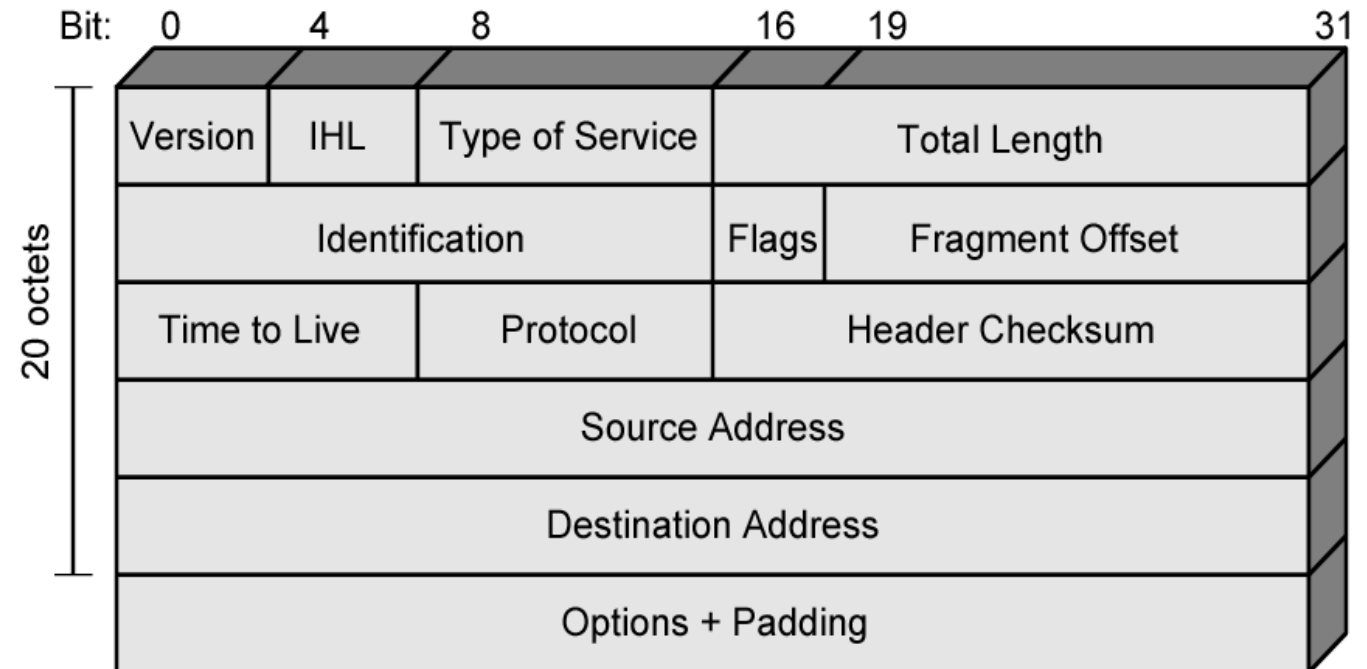 Bit: 0 4 8 16 19 31
Version IHL Type of Service Total Length
Identification Flags Fragment Offset
Time to Live Protocol Header Checksum
Source Address
Destination Address
Options + Padding
20 octets